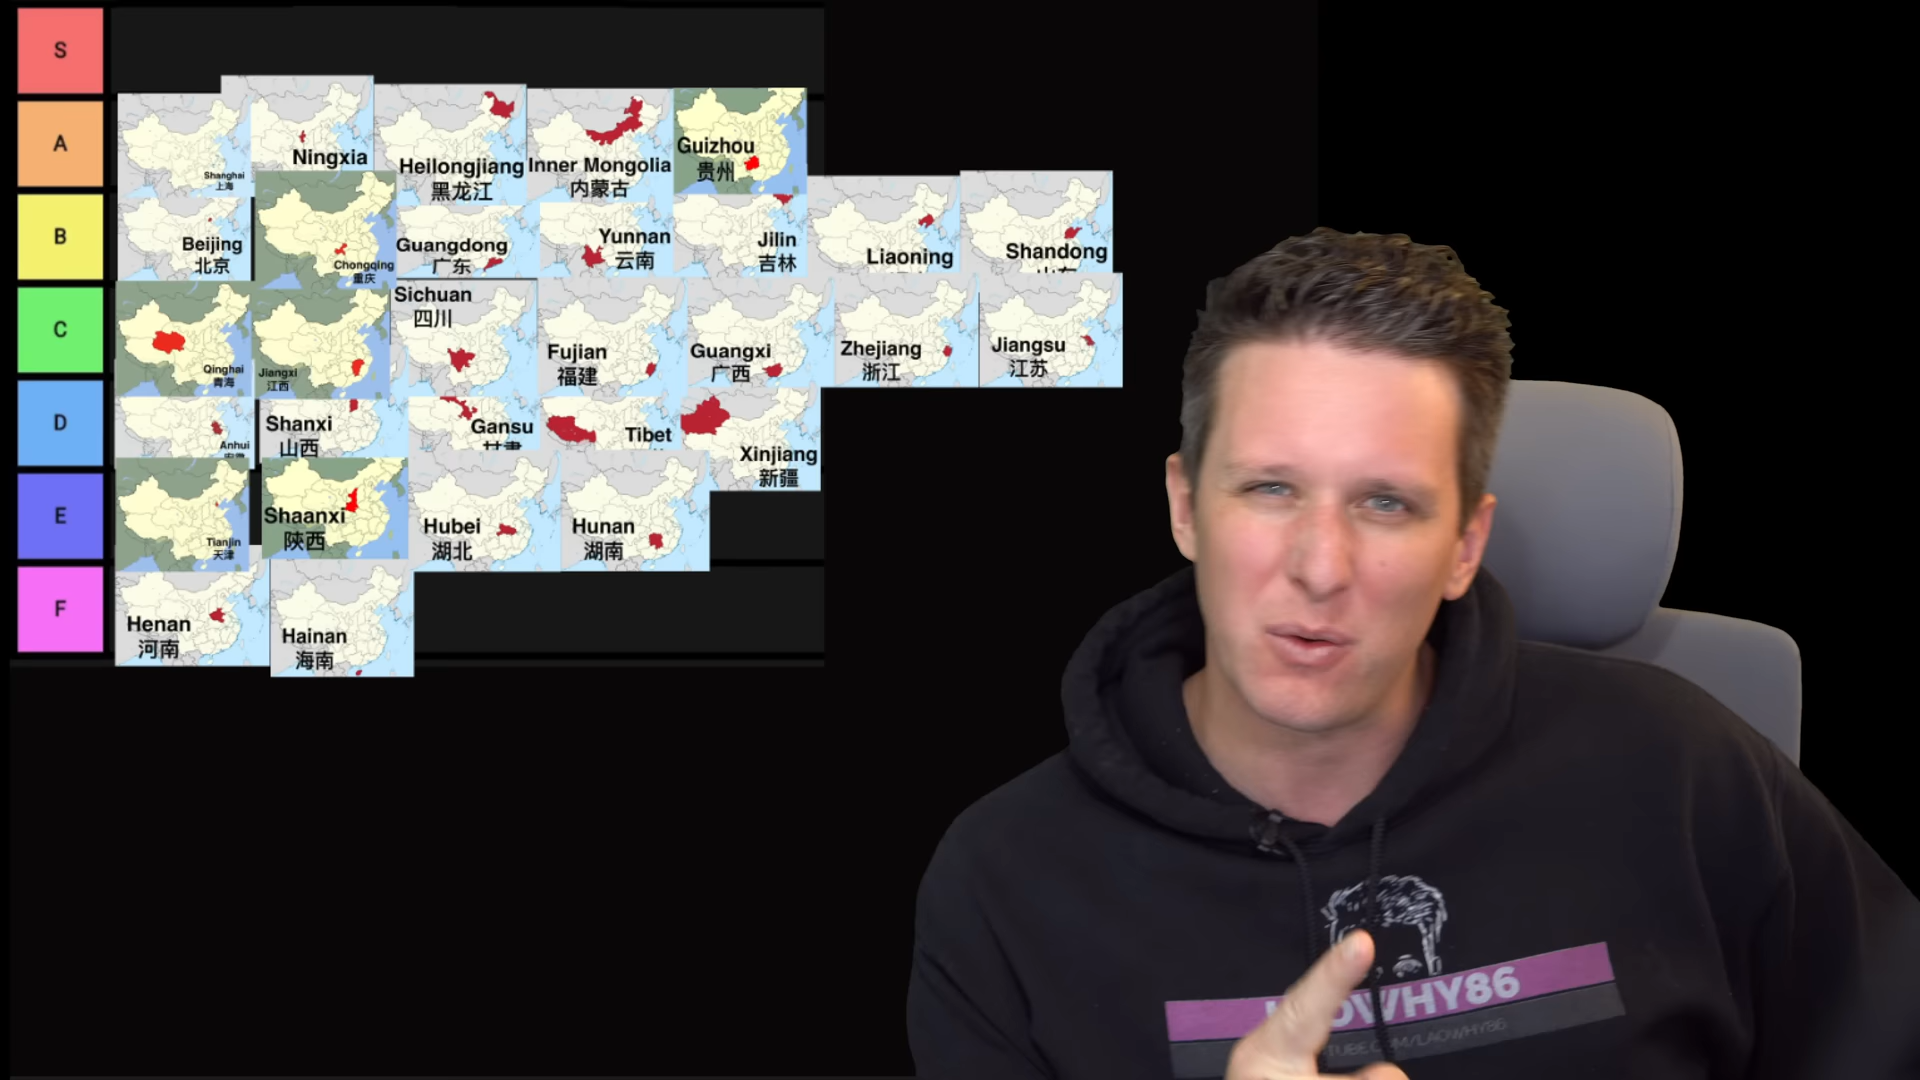 S
A
Shanghai
上海
Ningxia
Heilongjiang
黑龙江
Inner Mongolia
内蒙古
Guizhou
贵州
B
Beijing
北京
Chongqing
重庆
Guangdong
广东
Yunnan
云南
Jilin
吉林
Liaoning
Shandong
C
Qinghai
青海
Jiangxi
江西
Sichuan
四川
Fujian
福建
Guangxi
广西
Zhejiang
浙江
Jiangsu
江苏
D
Anhui
Shanxi
山西
Gansu
Tibet
Xinjiang
新疆
E
Tianjin
天津
Shaanxi
陕西
Hubei
湖北
Hunan
湖南
F
Henan
河南
Hainan
海南